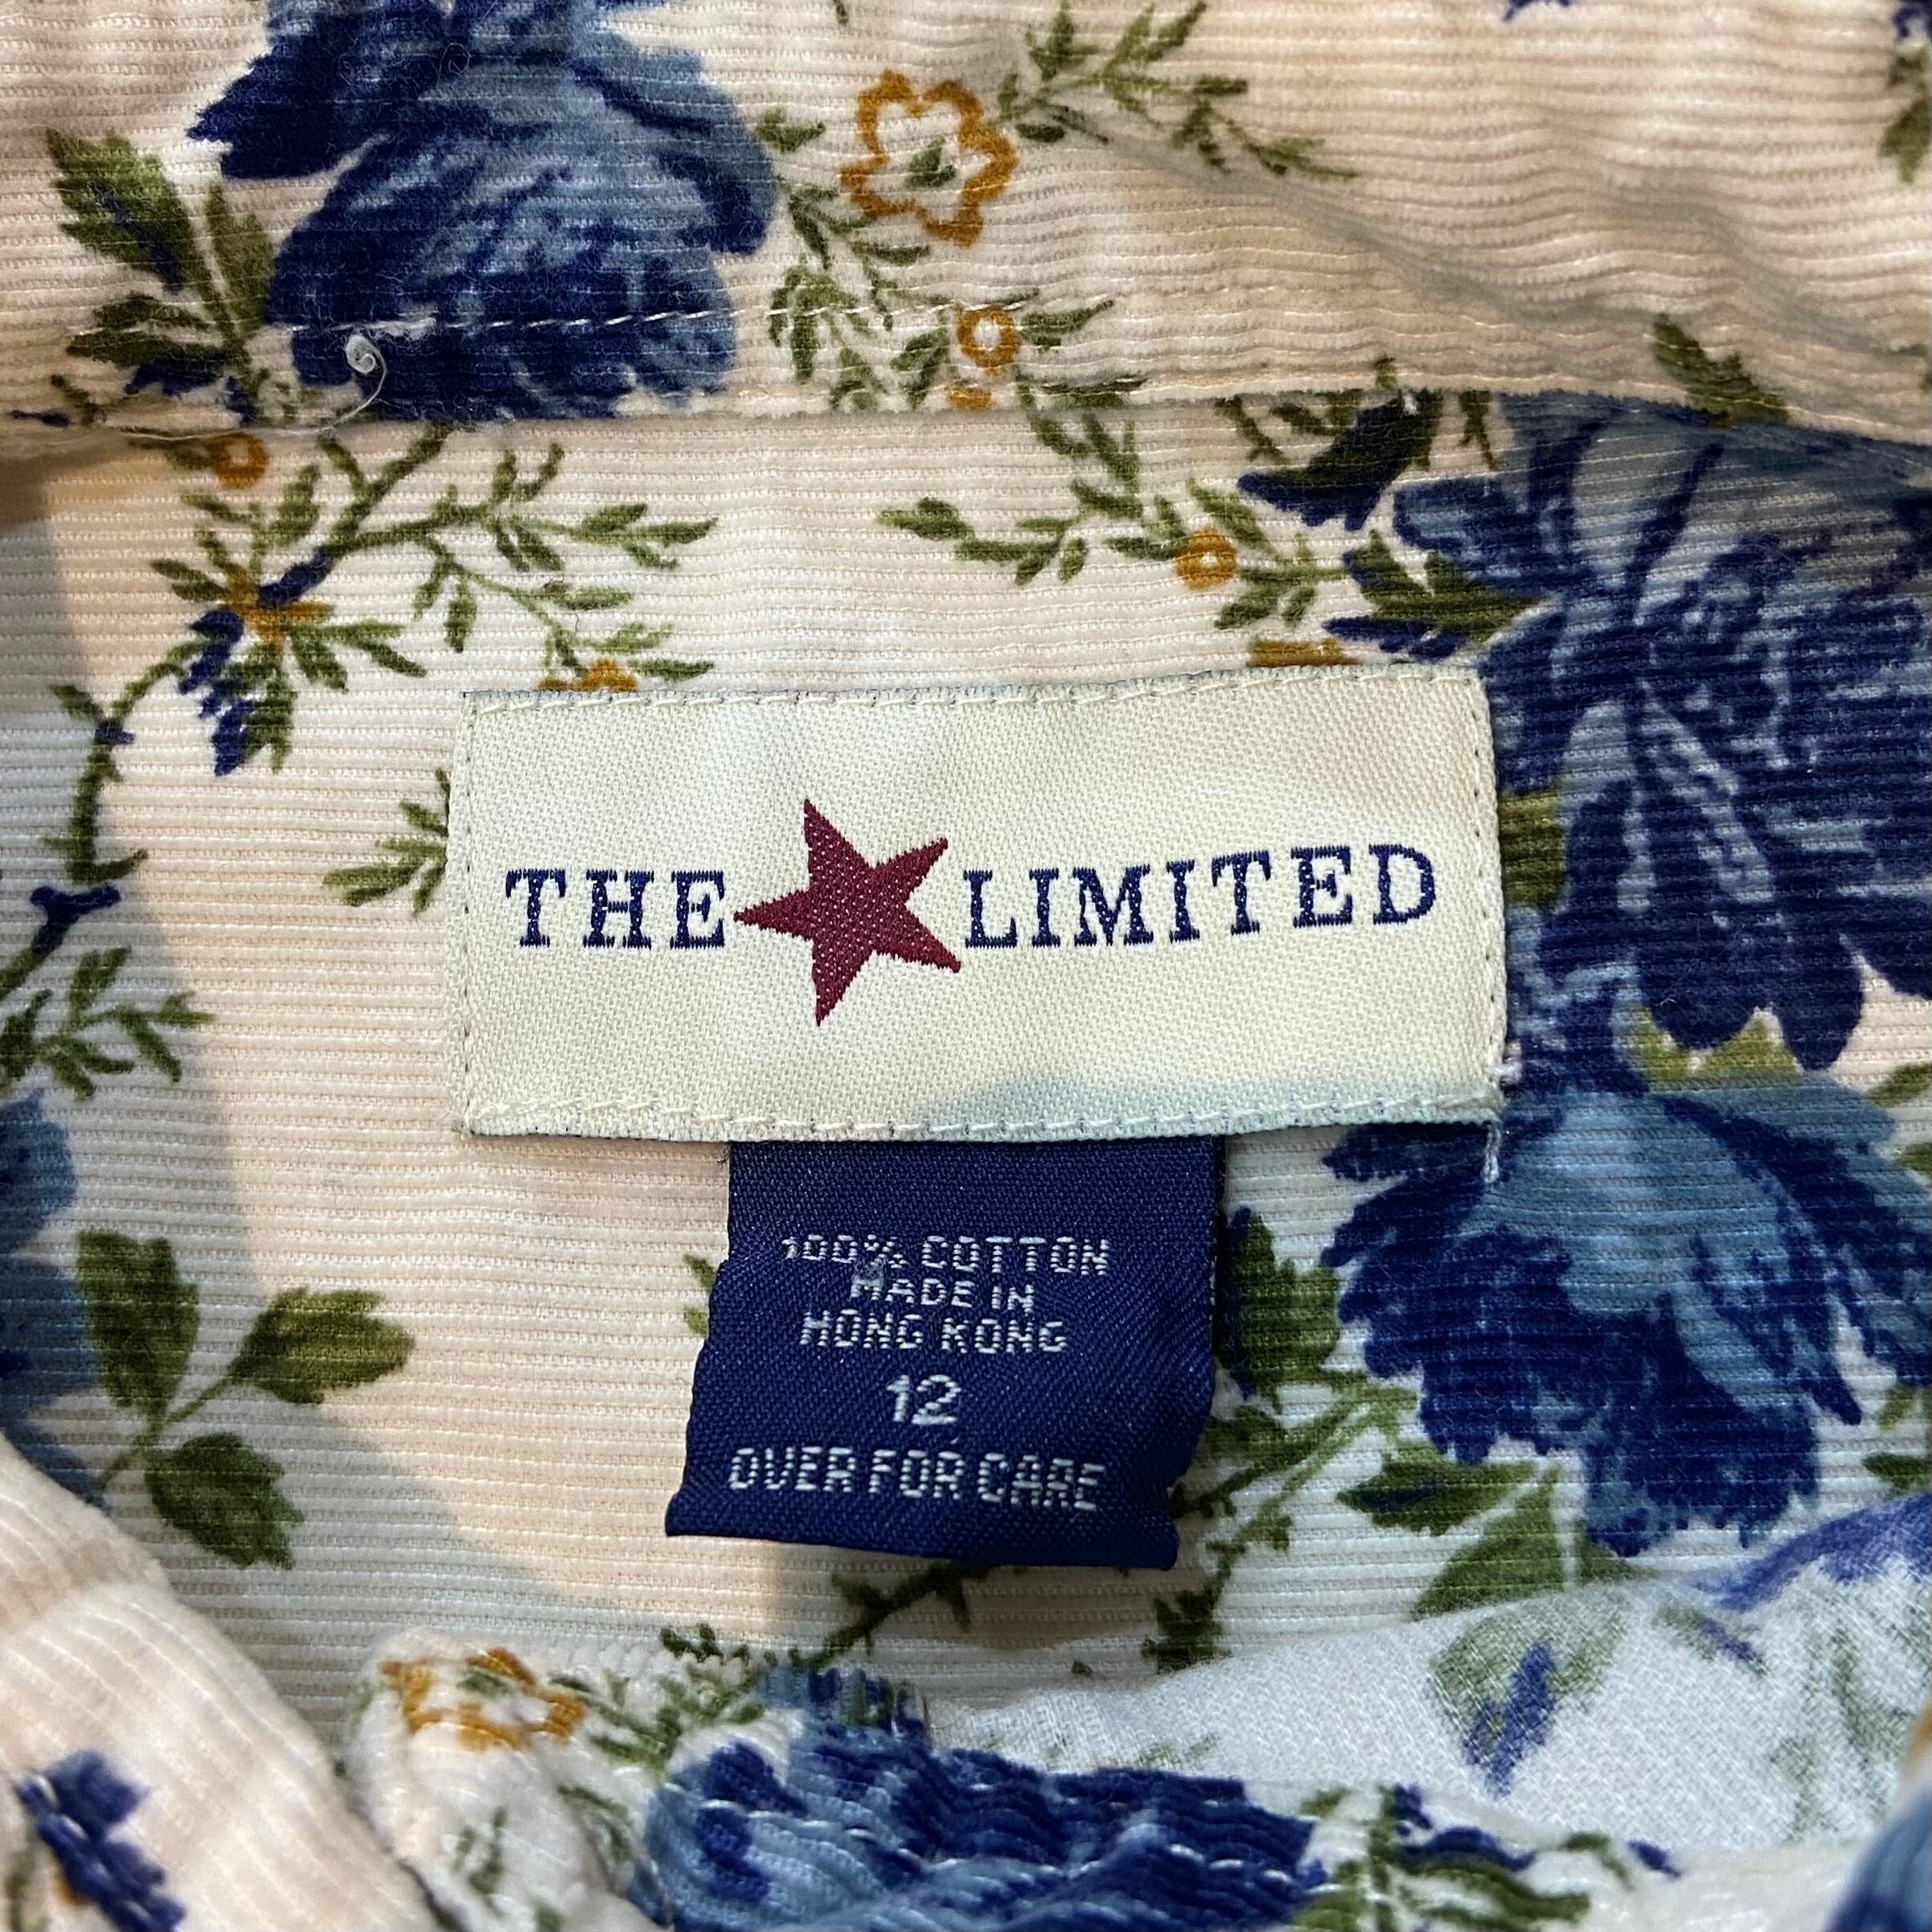 THE LIMITED
100% COTTON
MADE IN
HONG KONG
12
OVER FOR CARE